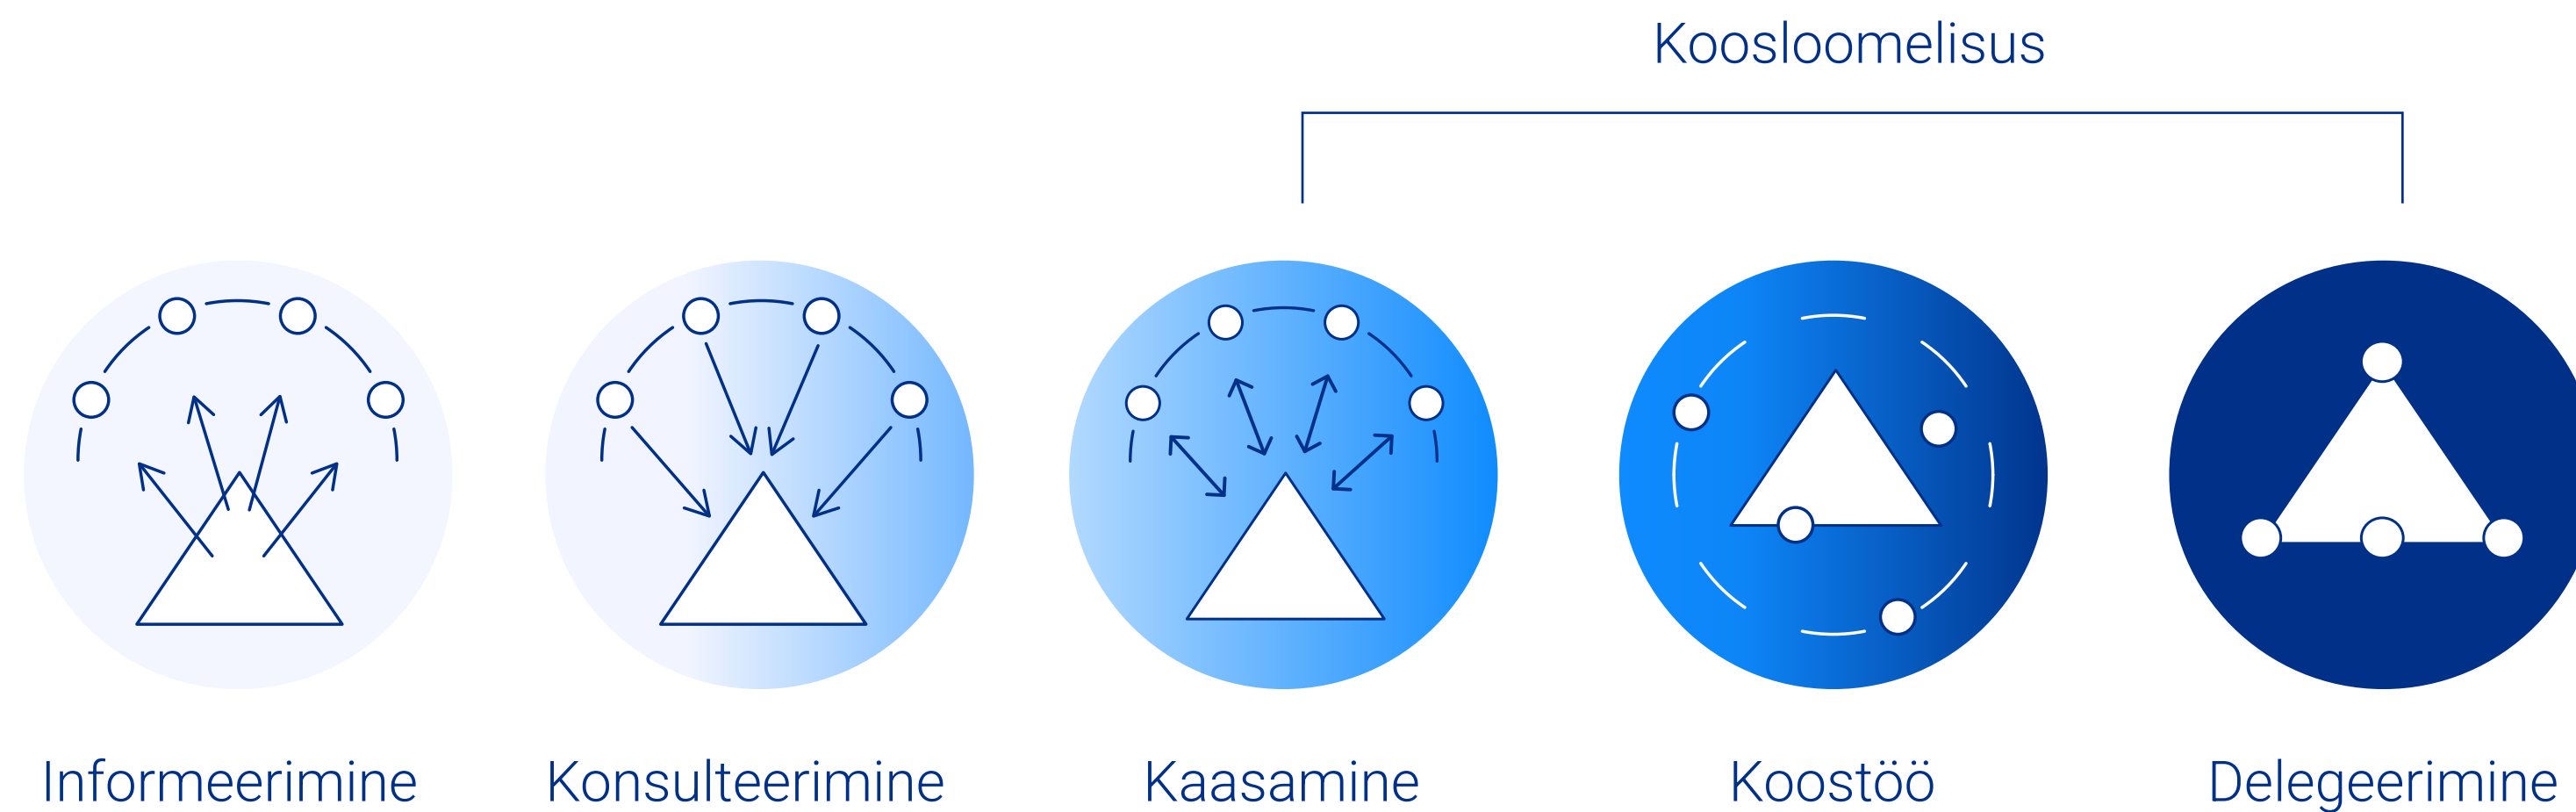 Koosloomelisus
Informeerimine
Konsulteerimine
Kaasamine
Koostöö
Delegeerimine